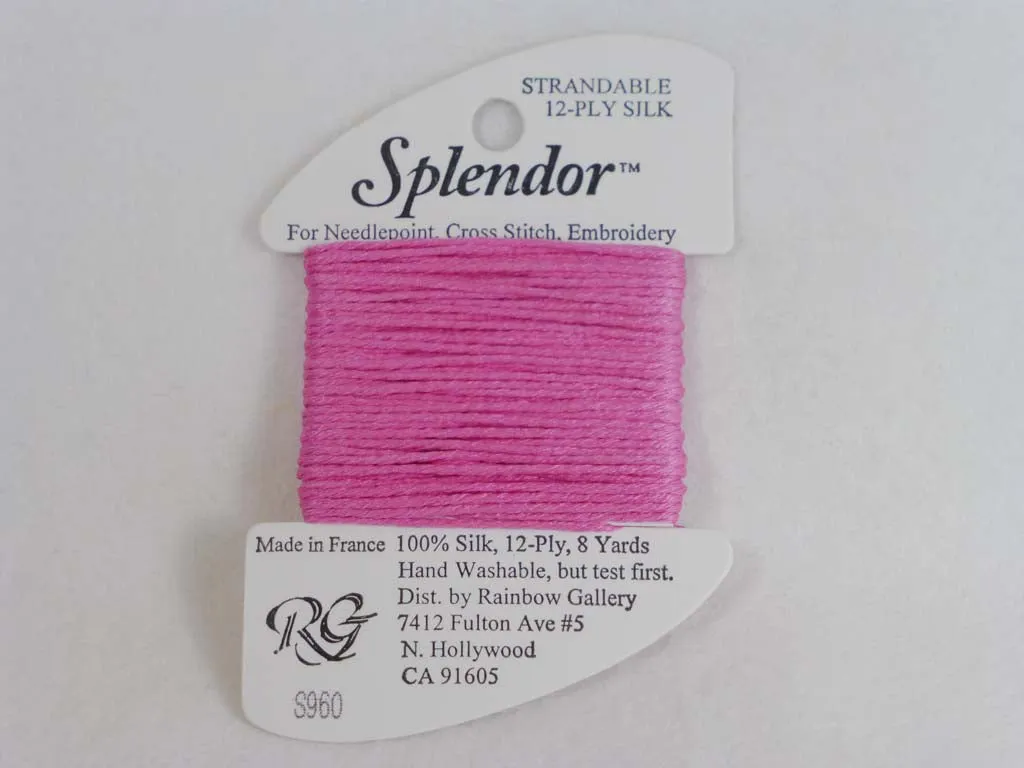 STRANDABLE
12-PLY SILK
Splendor™
For Needlepoint, Cross Stitch, Embroidery
Made in France 100% Silk, 12-Ply, 8 Yards
Hand Washable, but test first.
Dist. by Rainbow Gallery
7412 Fulton Ave #5
N. Hollywood
CA 91605
RG
S960